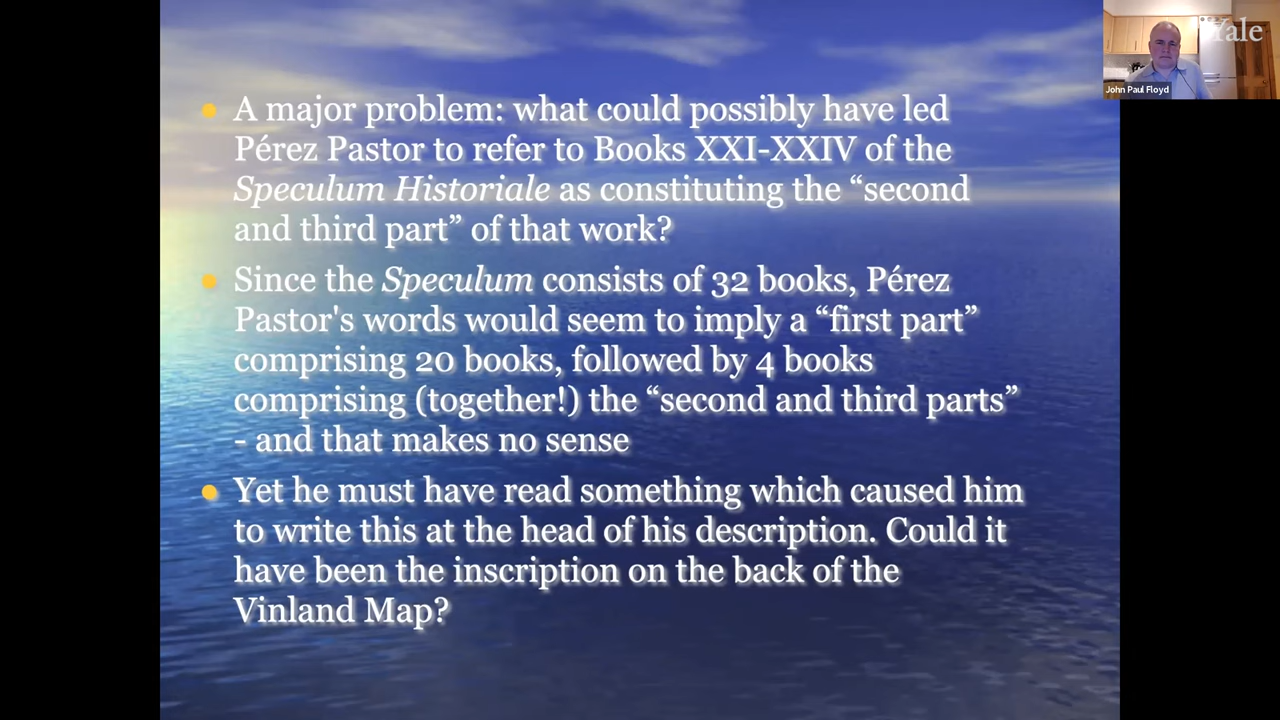 A major problem: what could possibly have led
Pérez Pastor to refer to Books XXI-XXIV of the
Speculum Historiale as constituting the “second
and third part” of that work?
Since the Speculum consists of 32 books, Pérez
Pastor's words would seem to imply a “first part”
comprising 20 books, followed by 4 books
comprising (together!) the “second and third parts”
- and that makes no sense
Yet he must have read something which caused him
to write this at the head of his description. Could it
have been the inscription on the back of the
Vinland Map?
Yale
John Paul Floyd